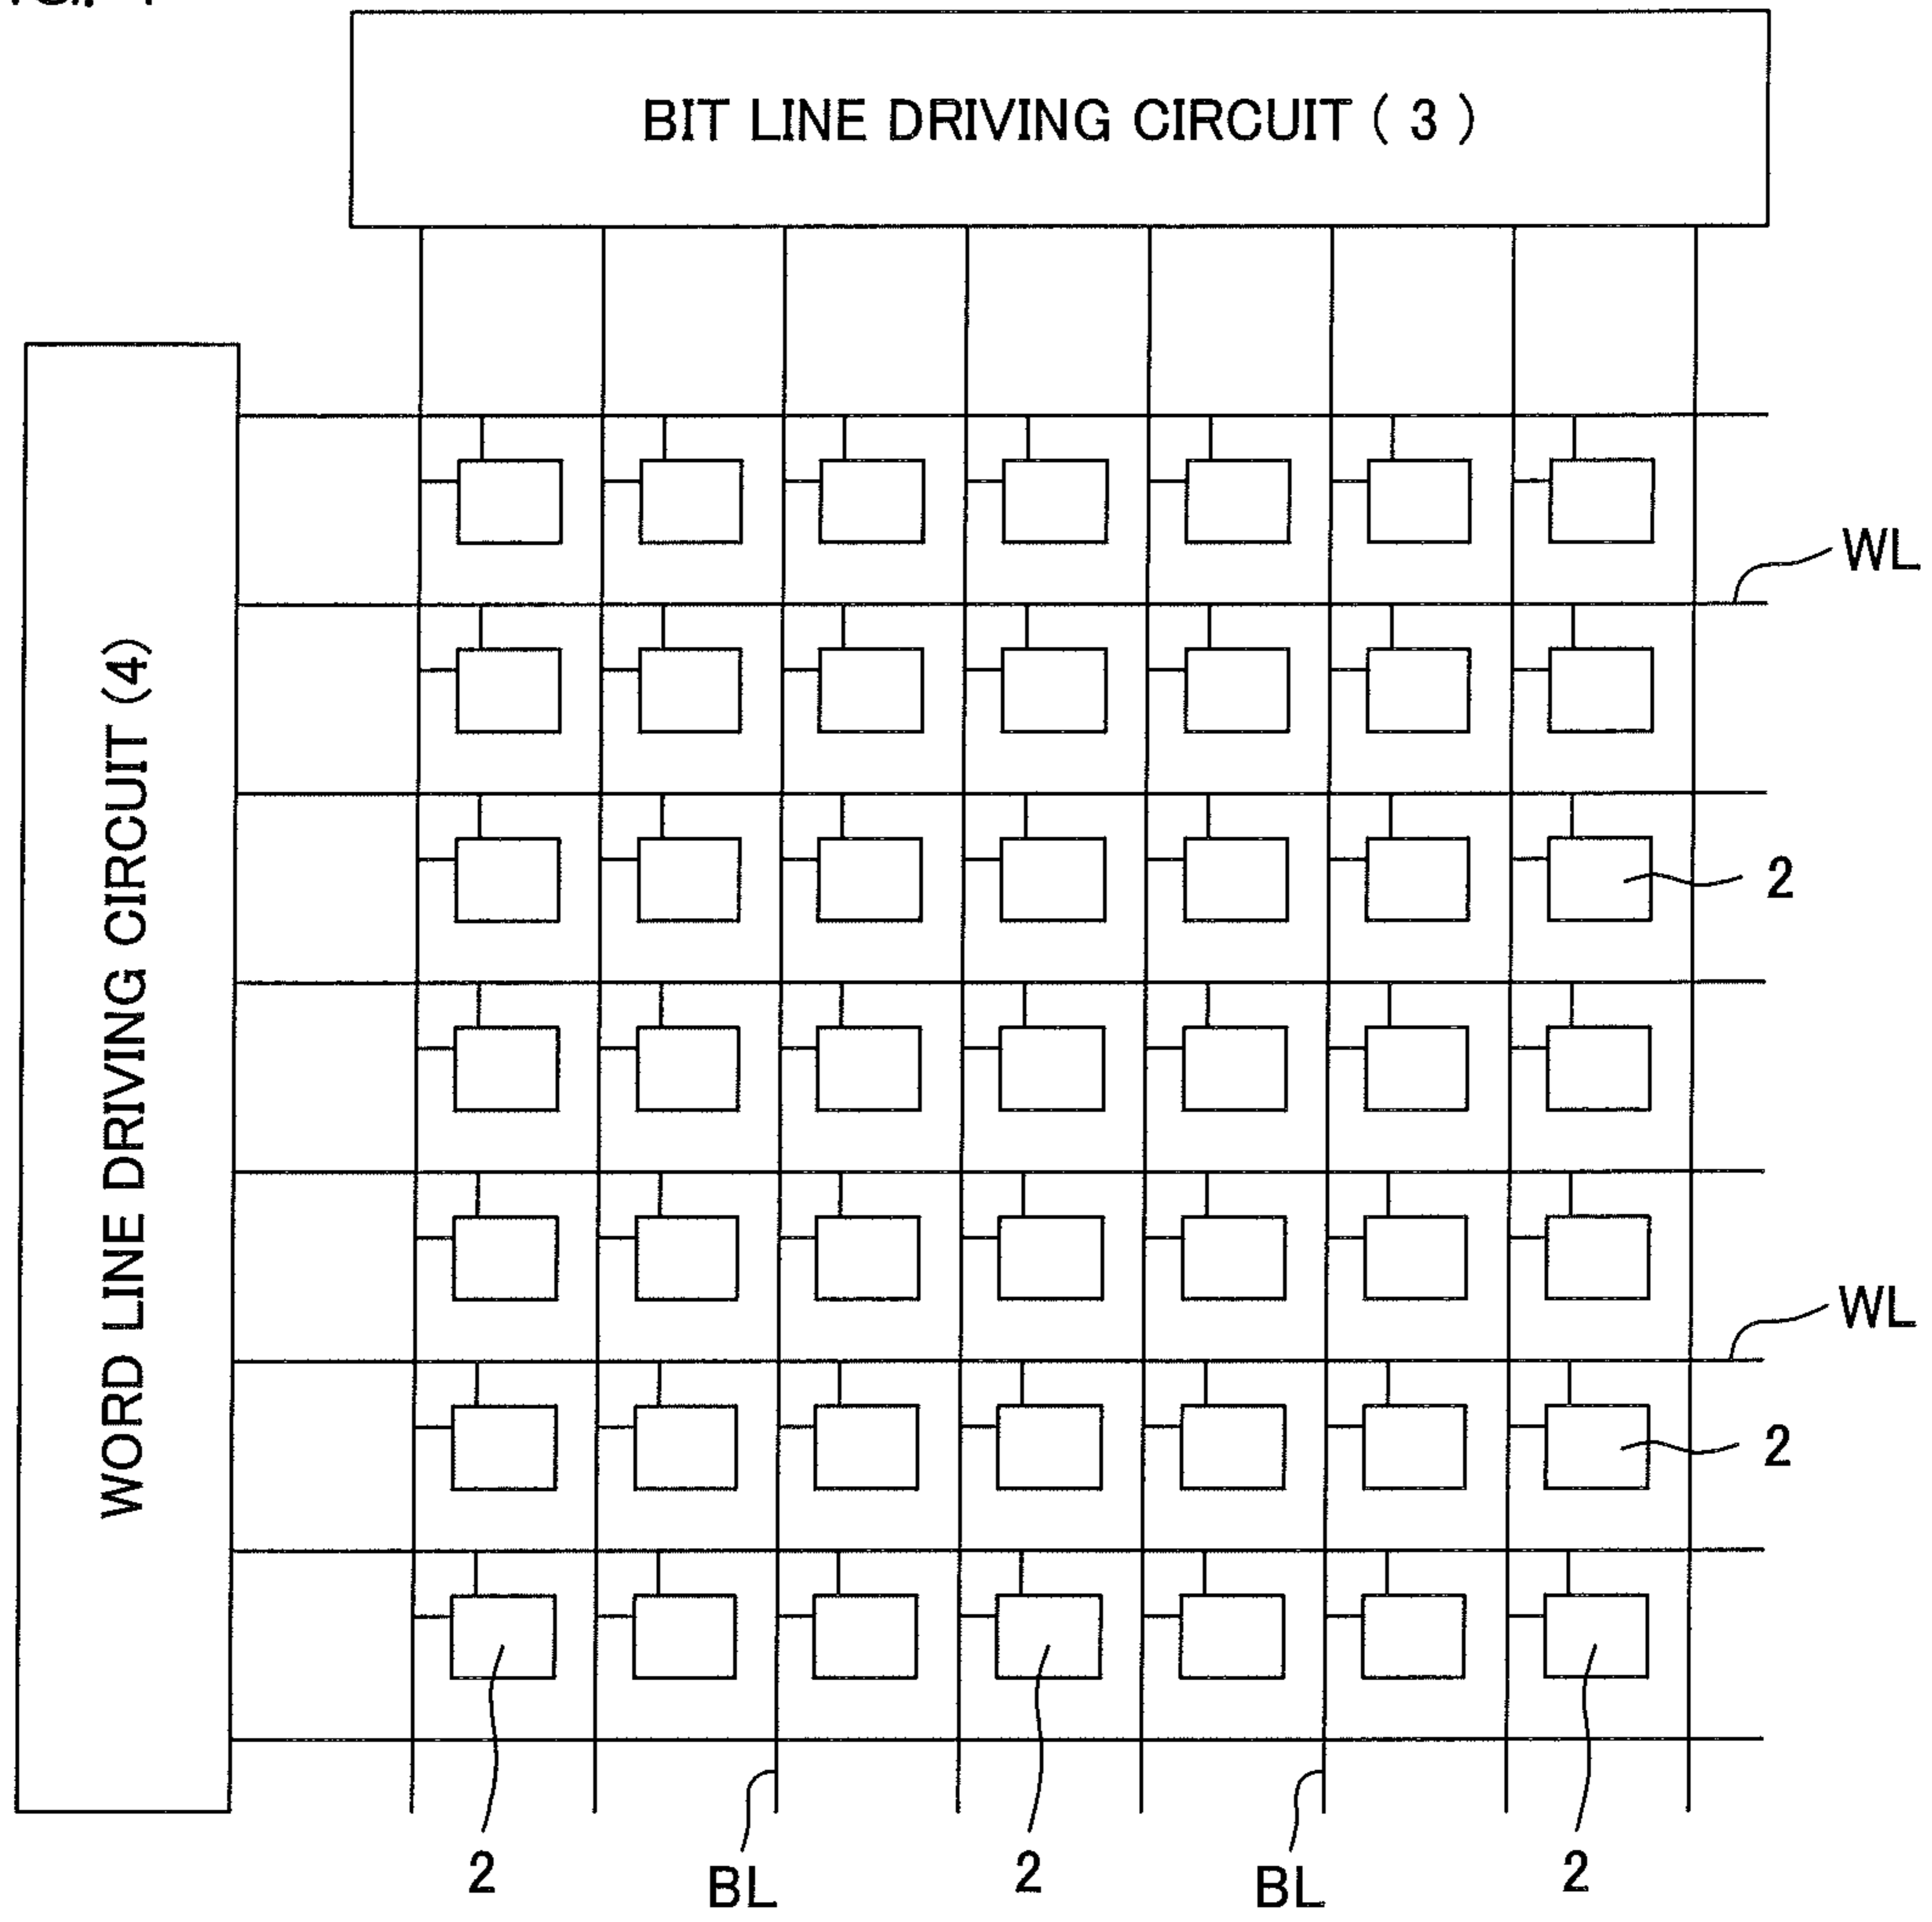 BIT LINE DRIVING CIRCUIT ( 3 )
WORD LINE DRIVING CIRCUIT (4)
WL
2
WL
2
2
BL
2
BL
2